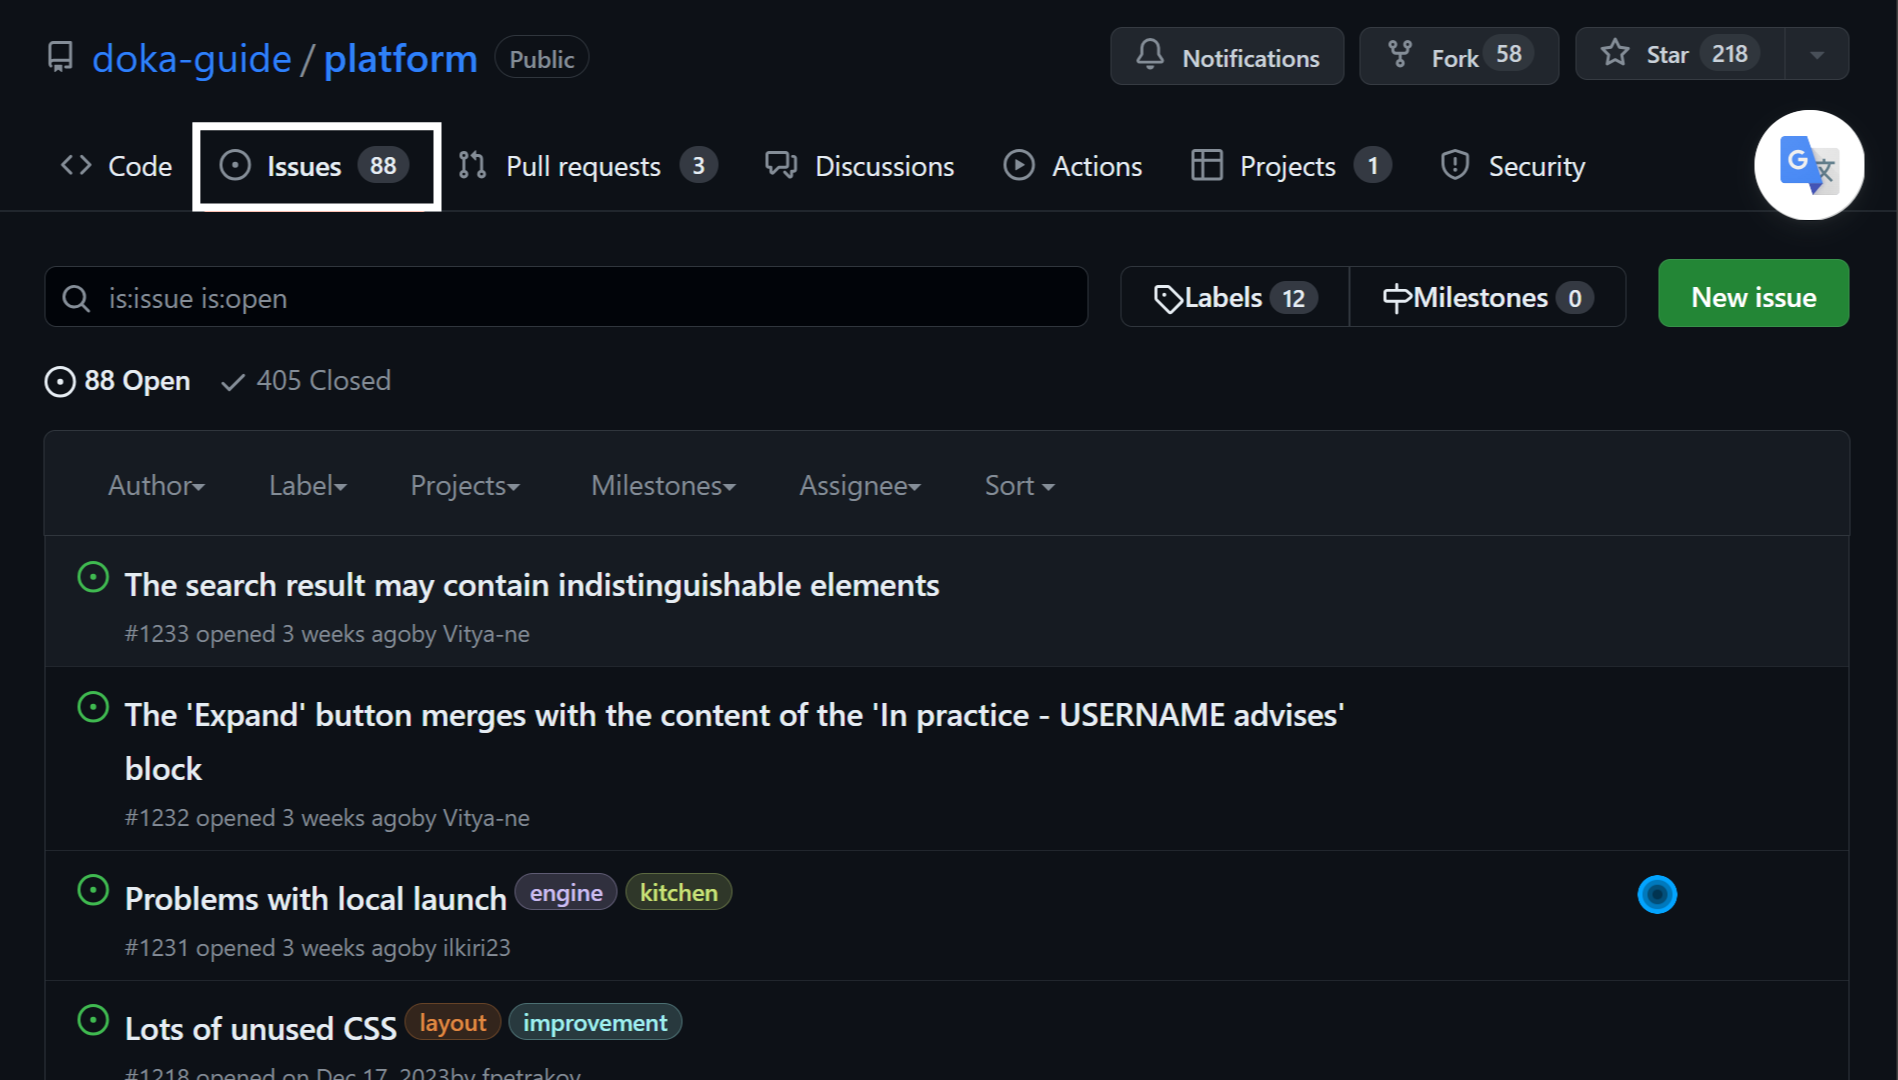 doka-guide / platform Public Notifications Fork 58 Star 218
Code Issues 88 Pull requests 3 Discussions Actions Projects 1 Security
G 文
is:issue is:open Labels 12 Milestones 0 New issue
88 Open 405 Closed
Author Label Projects Milestones Assignee Sort
The search result may contain indistinguishable elements
#1233 opened 3 weeks agoby Vitya-ne
The 'Expand' button merges with the content of the 'In practice - USERNAME advises'
block
#1232 opened 3 weeks agoby Vitya-ne
Problems with local launch engine kitchen
#1231 opened 3 weeks agoby ilkiri23
Lots of unused CSS layout improvement
#1218 opened on Dec 17, 2023by fpetrakov